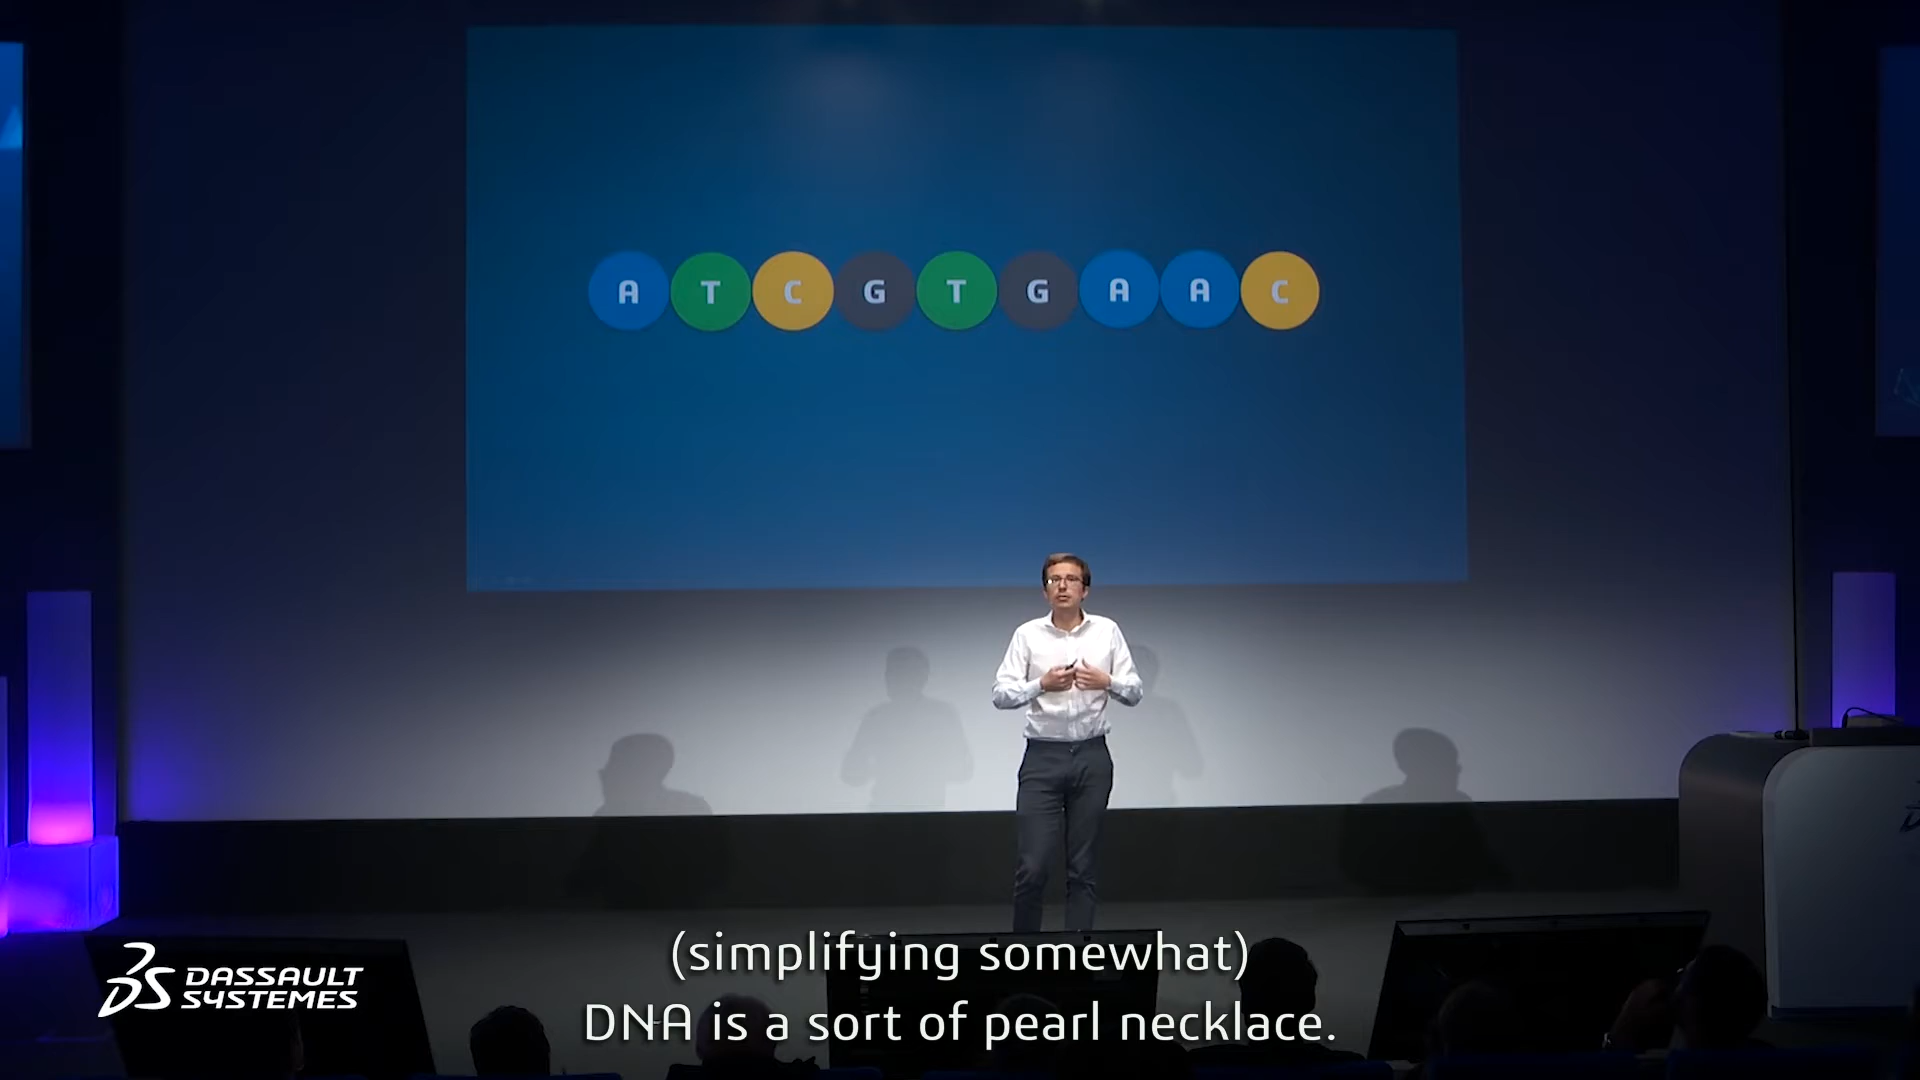 A T C G T G A A C
DASSAULT
SYSTEMES
(simplifying somewhat)
DNA is a sort of pearl necklace.